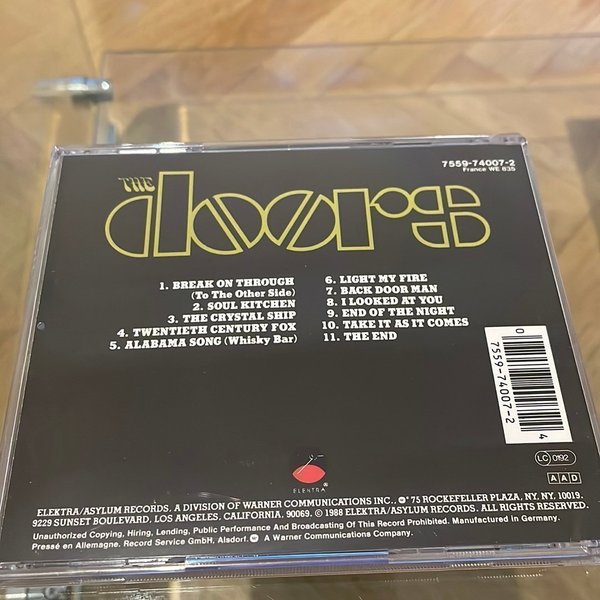 7559-74007-2
France WE 835
THE
doors
1. BREAK ON THROUGH
(To The Other Side)
2. SOUL KITCHEN
3. THE CRYSTAL SHIP
4. TWENTIETH CENTURY FOX
5. ALABAMA SONG (Whisky Bar)
6. LIGHT MY FIRE
7. BACK DOOR MAN
8. I LOOKED AT YOU
9. END OF THE NIGHT
10. TAKE IT AS IT COMES
11. THE END
0 7559-74007-2 4
LC 0192
AAD
ELEKTRA
ELEKTRA/ASYLUM RECORDS, A DIVISION OF WARNER COMMUNICATIONS INC., 75 ROCKEFELLER PLAZA, NY, NY, 10019.
9229 SUNSET BOULEVARD, LOS ANGELES, CALIFORNIA, 90069. © 1988 ELEKTRA/ASYLUM RECORDS. ALL RIGHTS RESERVED.
Unauthorized Copying, Hiring, Lending, Public Performance And Broadcasting Of This Record Prohibited. Manufactured in Germany.
Pressé en Allemagne. Record Service GmbH, Alsdorf. A Warner Communications Company.